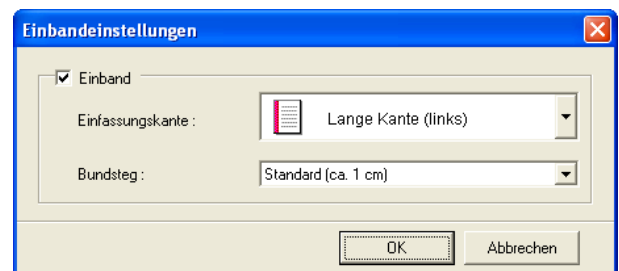 Einbandeinstellungen
Einband
Einfassungskante :
Lange Kante (links)
Bundsteg :
Standard (ca. 1 cm)
OK
Abbrechen